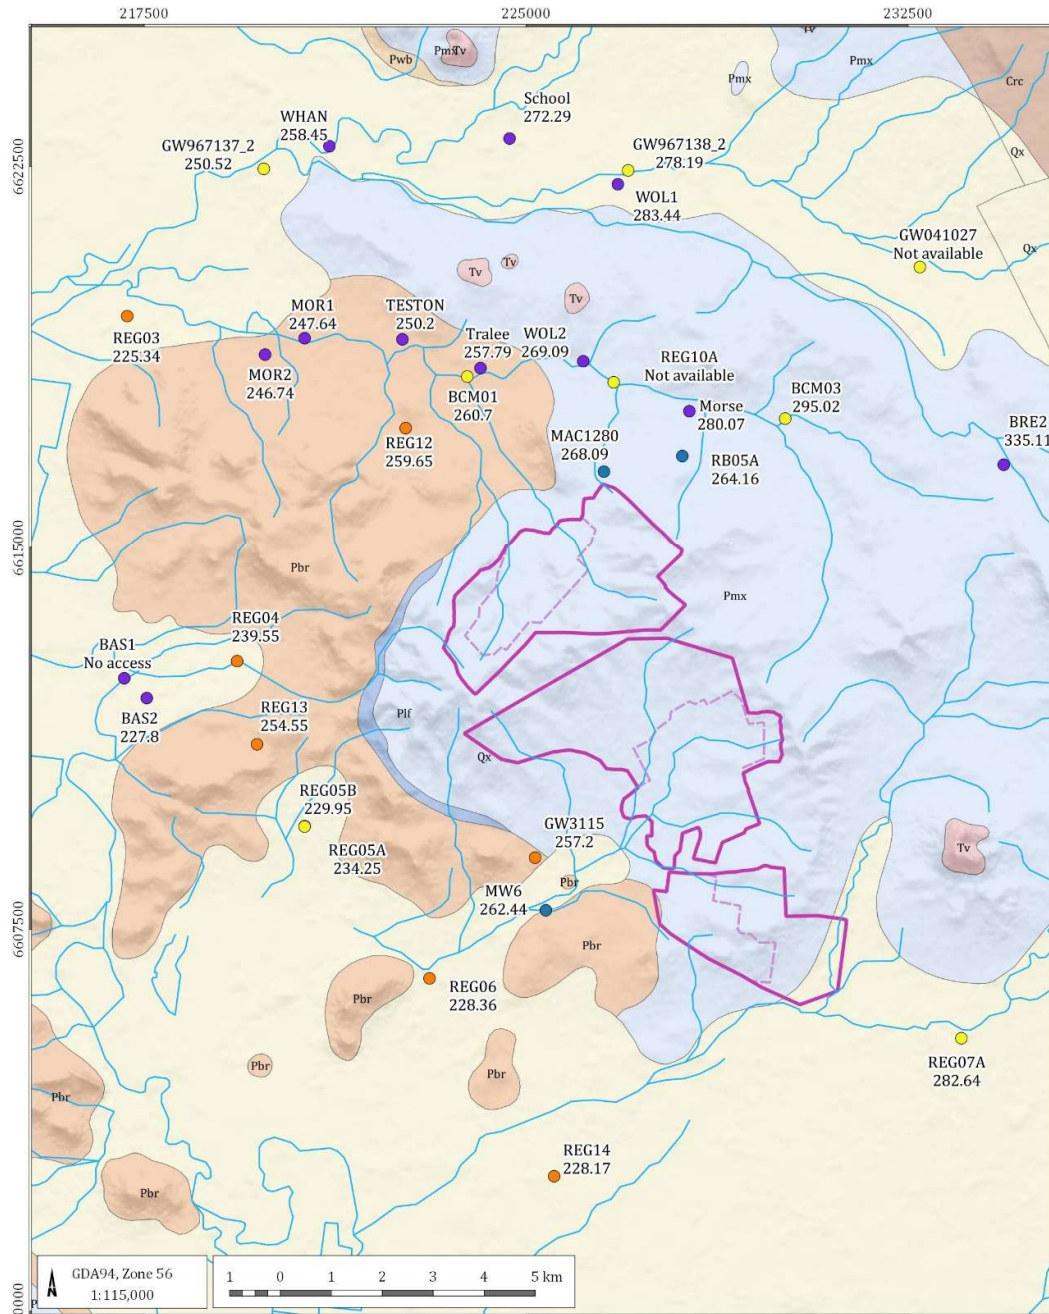 217500
225000
232500
Tv
Pwb
Tv
Pmx
Pmx
Crc
School
272.29
WHAN
258.45
GW967137_2
250.52
GW967138_2
278.19
Qx
6622500
WOL1
283.44
GW041027
Not available
Qx
Tv
Tv
Tv
MOR1
247.64
TESTON
250.2
REG03
225.34
Tralee
257.79
WOL2
269.09
REG10A
Not available
MOR2
246.74
BCM01
260.7
BCM03
295.02
Morse
280.07
REG12
259.65
MAC1280
268.09
BRE2
335.11
RB05A
264.16
6615000
Pbr
Pmx
REG04
239.55
BAS1
No access
REG13
254.55
BAS2
227.8
Plf
Qx
REG05B
229.95
GW3115
257.2
REG05A
234.25
Tv
MW6
262.44
Pbr
6607500
Pbr
REG06
228.36
Pbr
Pbr
REG07A
282.64
Pbr
Pbr
REG14
228.17
Pbr
GDA94, Zone 56
1:115,000
N
1 0 1 2 3 4 5 km